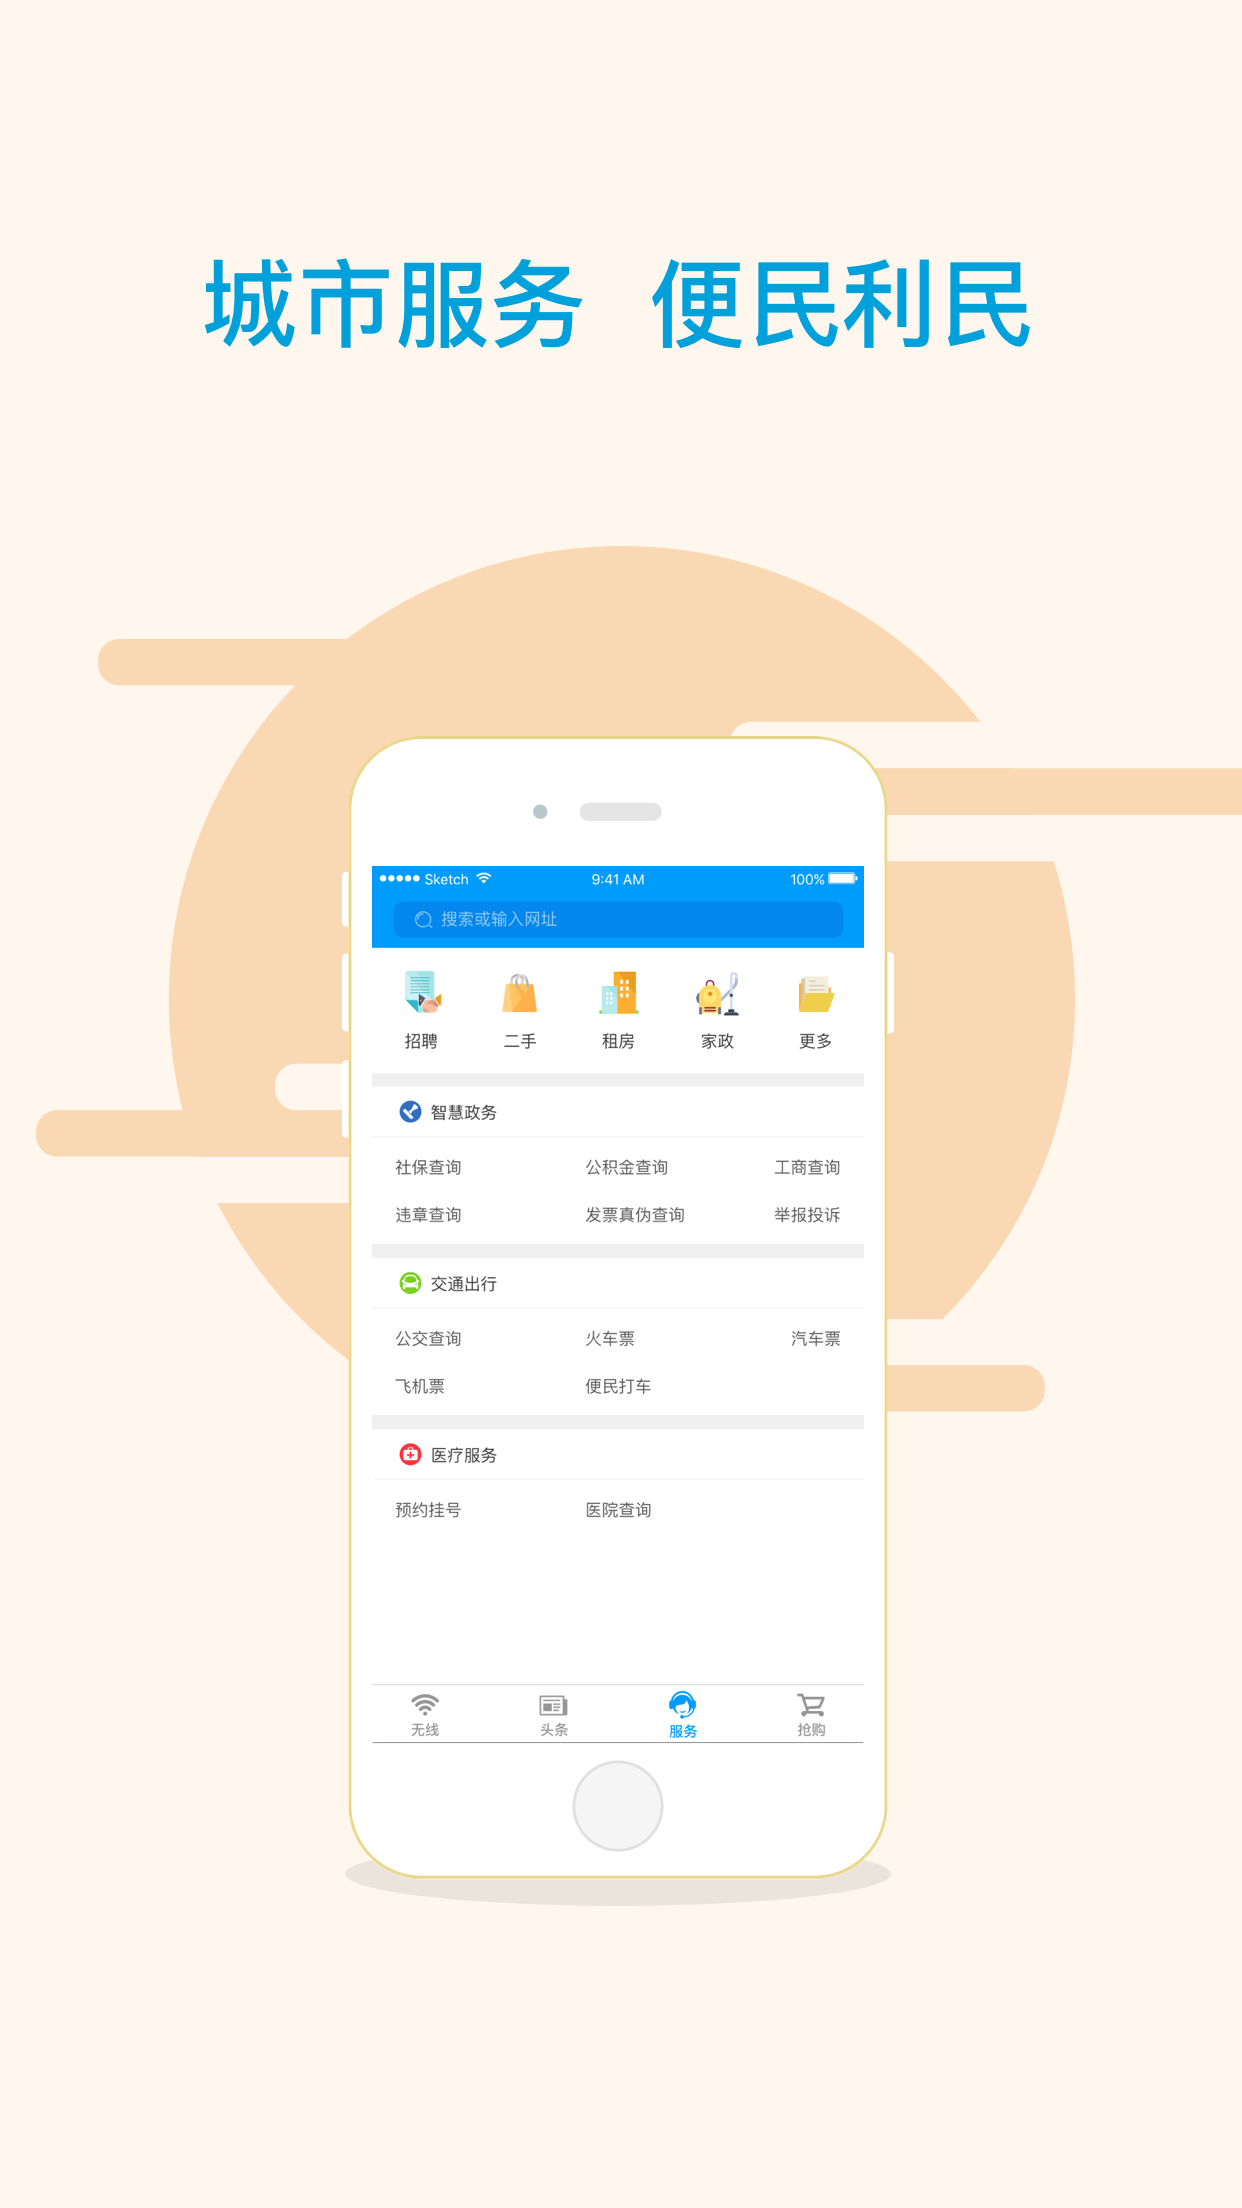 城市服务 便民利民
Sketch 9:41 AM 100%
搜索或输入网址
招聘 二手 租房 家政 更多
智慧政务
社保查询 公积金查询 工商查询
违章查询 发票真伪查询 举报投诉
交通出行
公交查询 火车票 汽车票
飞机票 便民打车
医疗服务
预约挂号 医院查询
无线 头条 服务 抢购